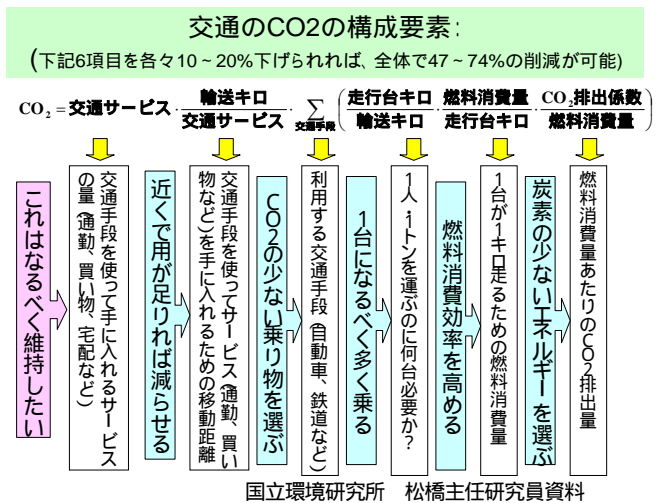 交通のCO2の構成要素:
(下記6項目を各々10~20%下げられれば、全体で47~74%の削減が可能)
CO₂=交通サービス・輸送キロ/交通サービス・∑交通手段(走行台キロ/輸送キロ・燃料消費量/走行台キロ・CO₂排出係数/燃料消費量)
これはなるべく維持したい
交通手段を使って手に入れるサービス
の量(通勤、買い物、宅配など)
近くで用が足りれば減らせる
交通手段を使ってサービス(通勤、買い
物など)を手に入れるための移動距離
CO2の少ない乗り物を選ぶ
利用する交通手段(自動車、鉄道など)
1台になるべく多く乗る
1人・1トンを運ぶのに何台必要か?
燃料消費効率を高める
1台が1キロ走るための燃料消費量
炭素の少ないエネルギーを選ぶ
燃料消費量あたりのCO2排出量
国立環境研究所 松橋主任研究員資料